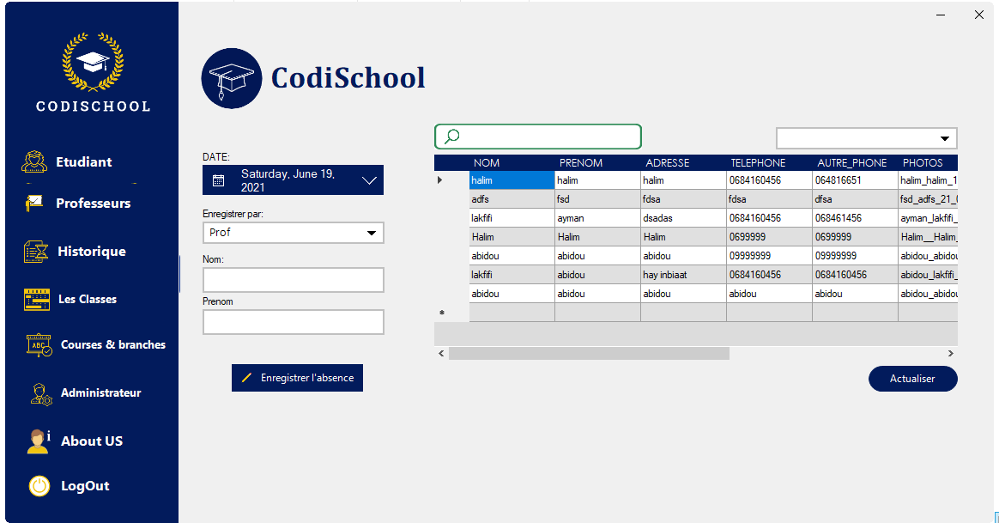 CODISCHOOL
Etudiant
Professeurs
Historique
Les Classes
Courses & branches
Administrateur
About US
LogOut
CodiSchool
DATE:
Saturday, June 19,
2021
Enregistrer par:
Prof
Nom:
Prenom
Enregistrer l'absence
NOM PRENOM ADRESSE TELEPHONE AUTRE_PHONE PHOTOS
halim halim halim 0684160456 064816651 halim_halim_1
adfs fsd fdsa fdsa dfsa fsd_adfs_21_
lakfifi ayman dsadas 0684160456 068461456 ayman_lakfifi_
Halim Halim Halim 0699999 0699999 Halim__Halim_
abidou abidou abidou 09999999 09999999 abidou_abidou
lakfifi abidou hay inbiaat 0684160456 0684160456 abidou_lakfifi_
abidou abidou abidou abidou abidou abidou_abidou
Actualiser